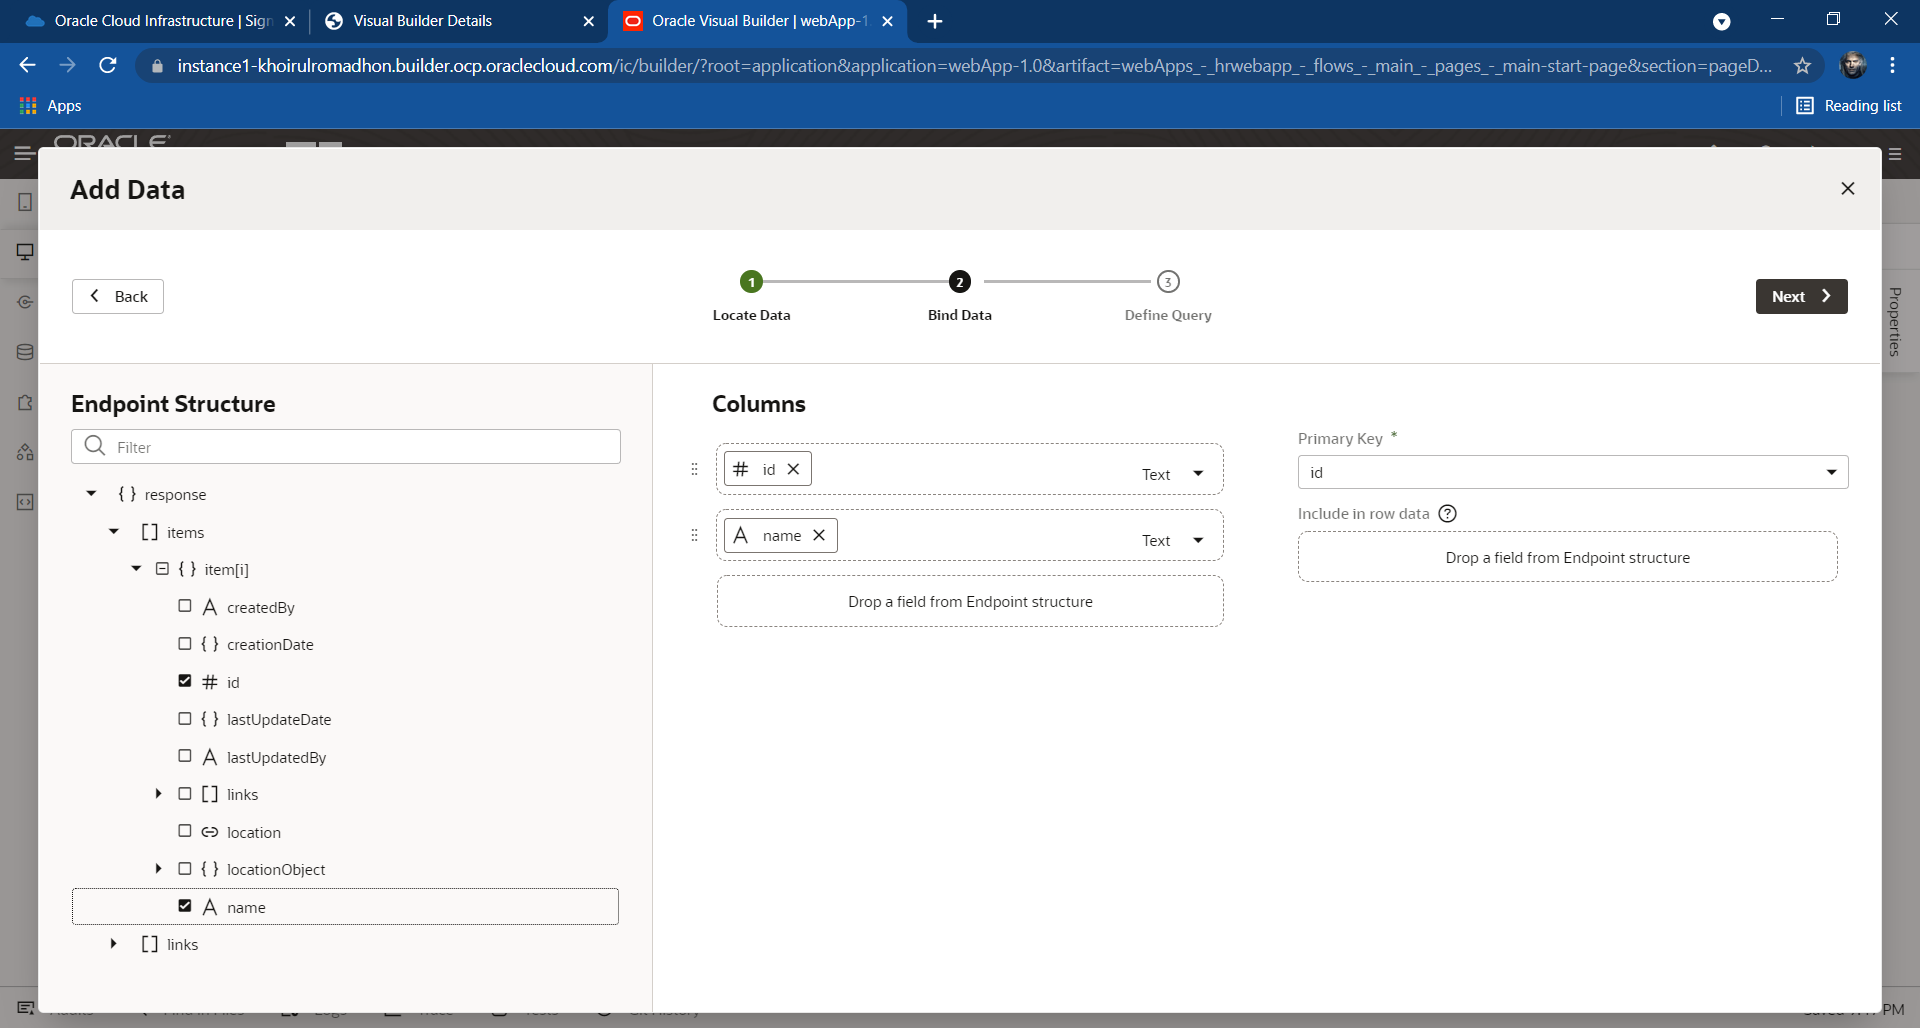 Oracle Cloud Infrastructure | Sign
Visual Builder Details
Oracle Visual Builder | webApp-1.
instance1-khoirulromadhon.builder.ocp.oraclecloud.com/ic/builder/?root=application&application=webApp-1.0&artifact=webApps_-_hrwebapp_-_flows_-_main_-_pages_-_main-start-page&section=pageD...
Apps
Reading list
ORACLE
Add Data
Back
1
2
3
Next
Locate Data
Bind Data
Define Query
Properties
Endpoint Structure
Filter
{ } response
[ ] items
{ } item[i]
A createdBy
{ } creationDate
# id
{ } lastUpdateDate
A lastUpdatedBy
[ ] links
location
{ } locationObject
A name
[ ] links
Columns
# id
Text
A name
Text
Drop a field from Endpoint structure
Primary Key *
id
Include in row data ?
Drop a field from Endpoint structure
PM